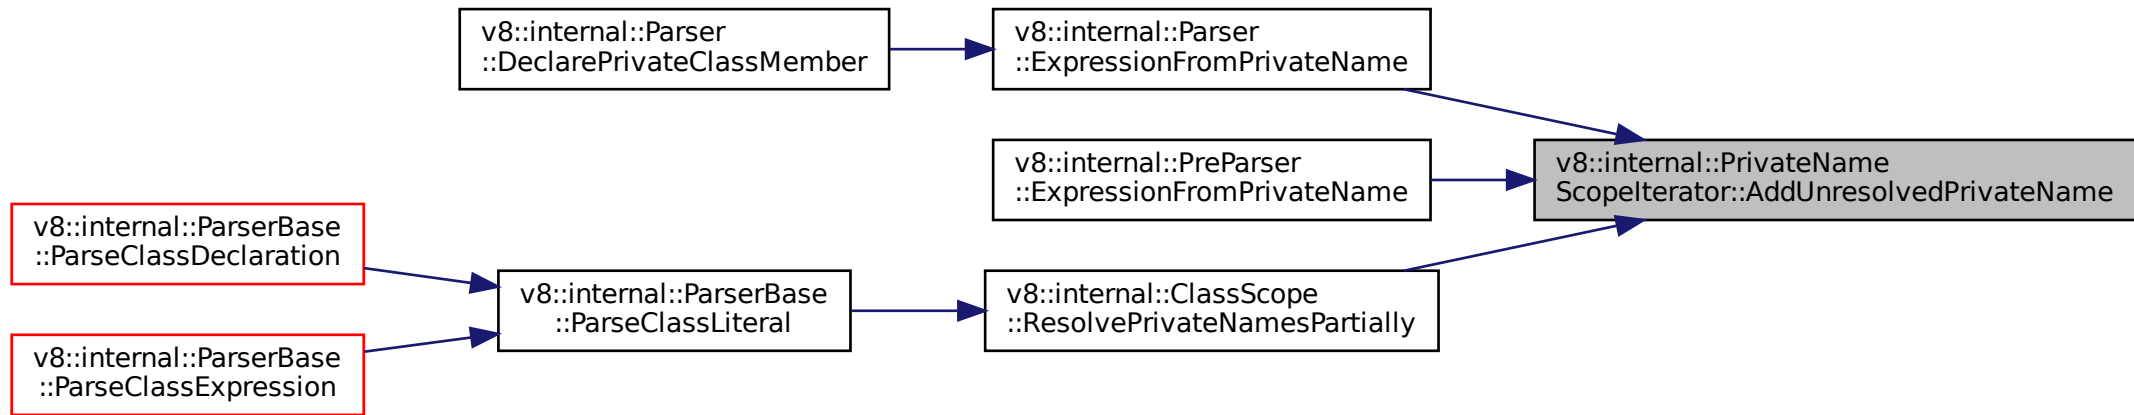 v8::internal::Parser
::DeclarePrivateClassMember
v8::internal::Parser
::ExpressionFromPrivateName
v8::internal::PreParser
::ExpressionFromPrivateName
v8::internal::PrivateName
ScopeIterator::AddUnresolvedPrivateName
v8::internal::ParserBase
::ParseClassDeclaration
v8::internal::ParserBase
::ParseClassLiteral
v8::internal::ClassScope
::ResolvePrivateNamesPartially
v8::internal::ParserBase
::ParseClassExpression